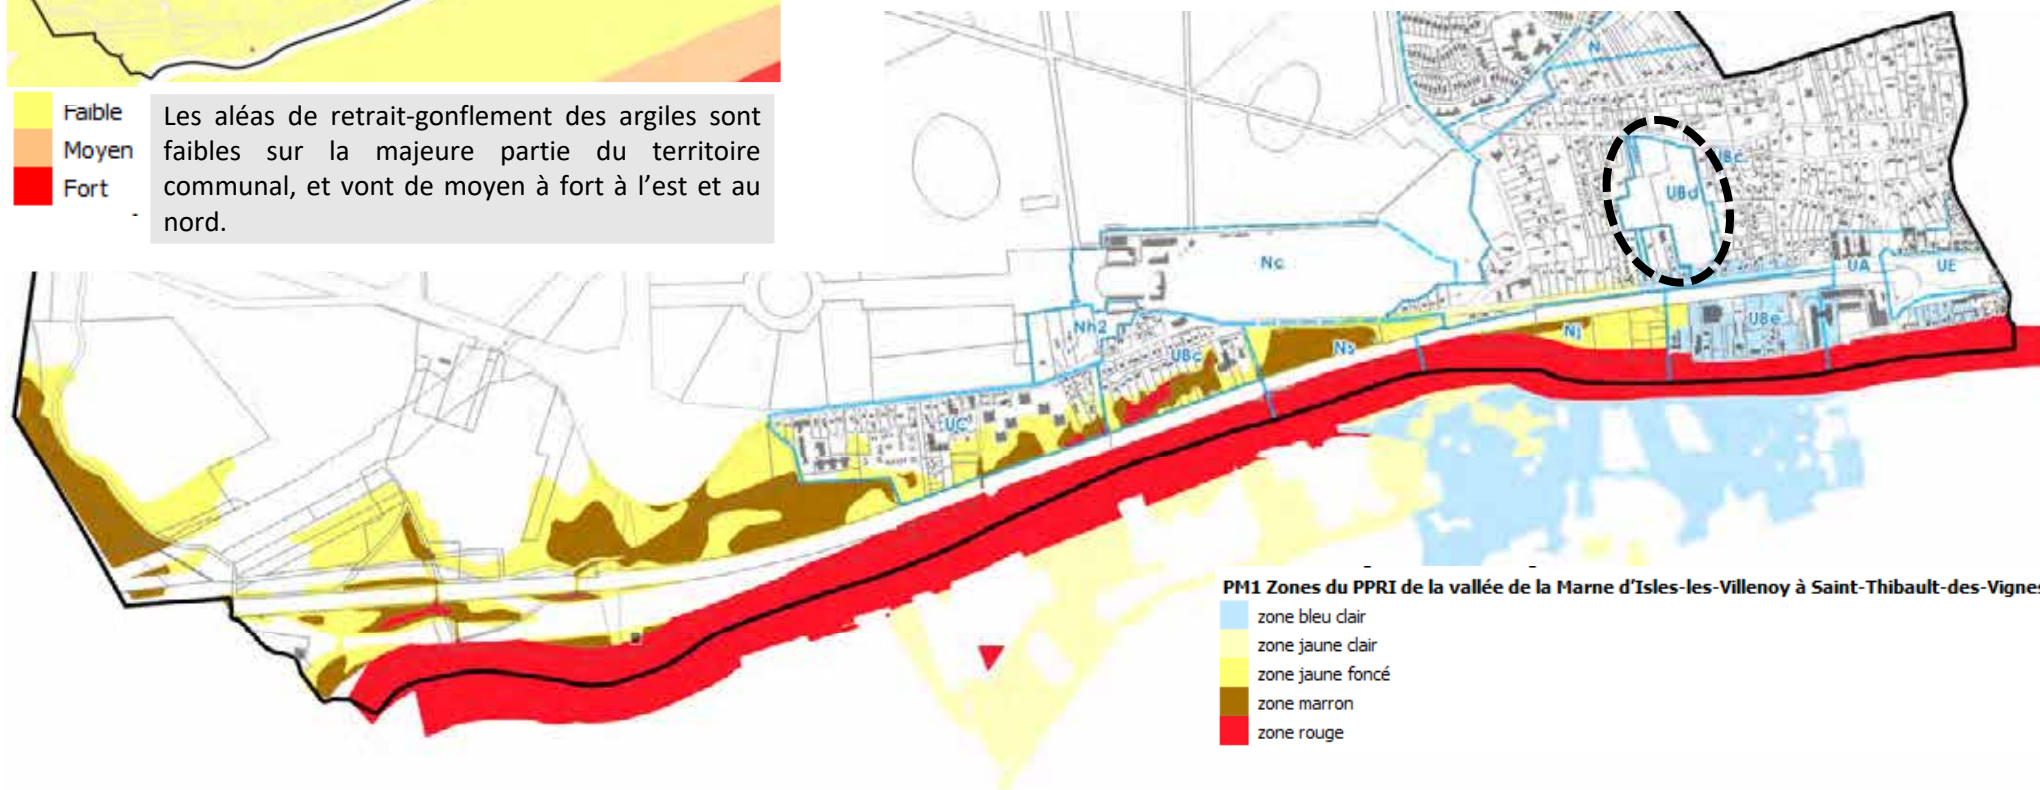 Faible
Moyen
Fort
Les aléas de retrait-gonflement des argiles sont
faibles sur la majeure partie du territoire
communal, et vont de moyen à fort à l'est et au
nord.
N
UBc
UBd
Nc
UA
UE
Nh2
UBe
UBc
Ns
Nj
UC
PM1 Zones du PPRI de la vallée de la Marne d'Isles-les-Villenoy à Saint-Thibault-des-Vignes
zone bleu clair
zone jaune clair
zone jaune foncé
zone marron
zone rouge